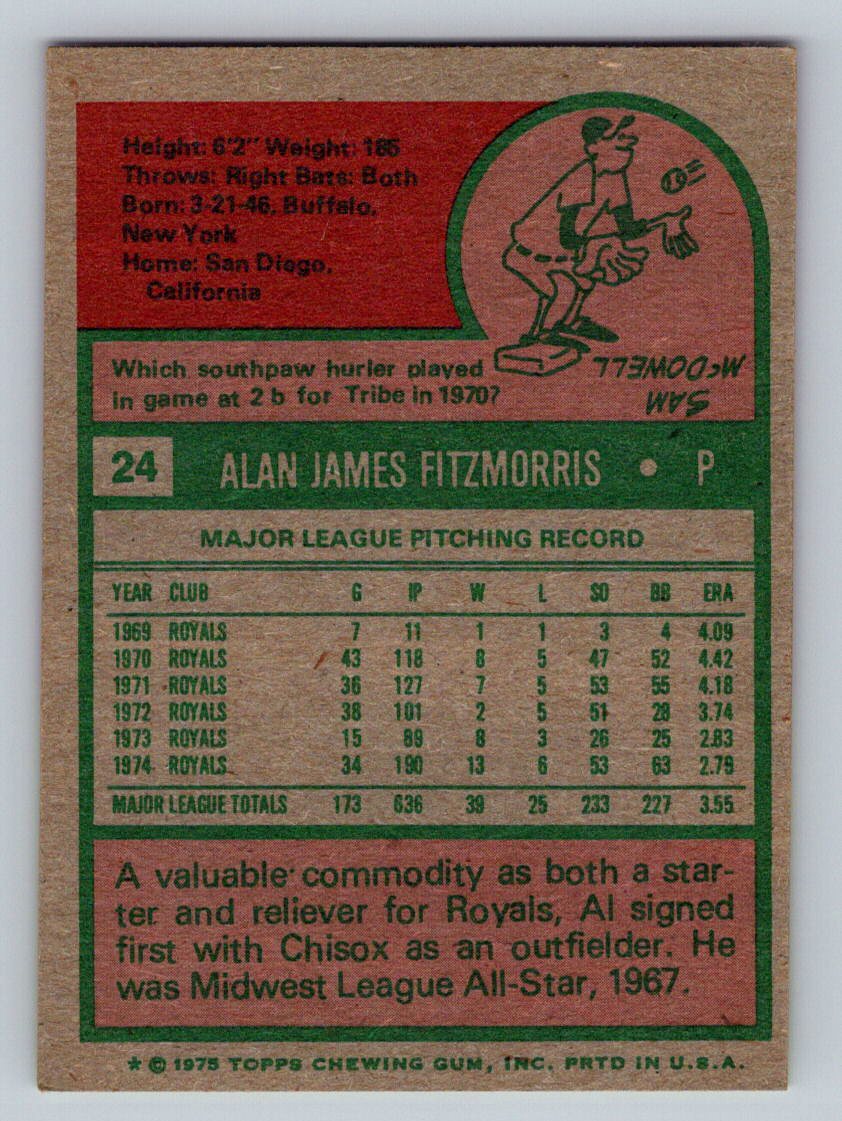 Height: 6'2" Weight: 185
Throws: Right Bats: Both
Born: 3-21-46, Buffalo,
New York
Home: San Diego,
California
Which southpaw hurler played
in game at 2 b for Tribe in 1970?
SAM
McDOWELL
24 ALAN JAMES FITZMORRIS • P
MAJOR LEAGUE PITCHING RECORD
YEAR CLUB G IP W L SO BB ERA
1969 ROYALS 7 11 1 1 3 4 4.09
1970 ROYALS 43 118 8 5 47 52 4.42
1971 ROYALS 36 127 7 5 53 55 4.18
1972 ROYALS 38 101 2 5 51 28 3.74
1973 ROYALS 15 89 8 3 26 25 2.83
1974 ROYALS 34 190 13 6 53 63 2.79
MAJOR LEAGUE TOTALS 173 636 39 25 233 227 3.55
A valuable commodity as both a star-
ter and reliever for Royals, Al signed
first with Chisox as an outfielder. He
was Midwest League All-Star, 1967.
* © 1975 TOPPS CHEWING GUM, INC. PRTD IN U.S.A.